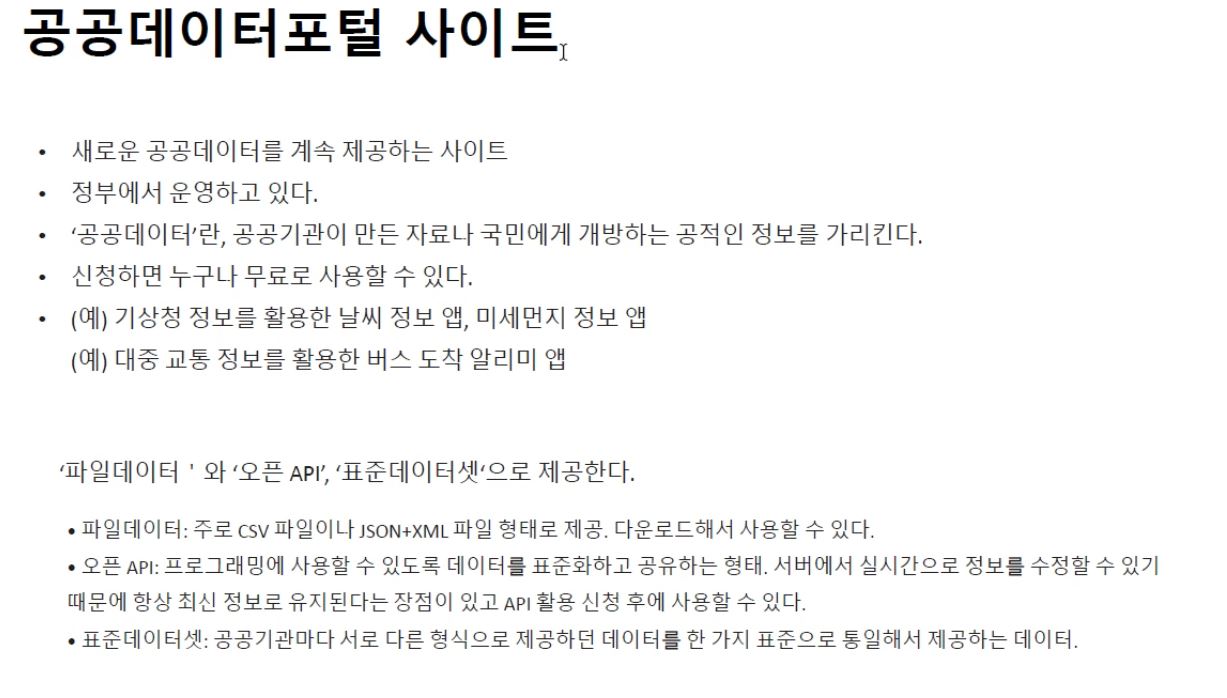 공공데이터포털 사이트
• 새로운 공공데이터를 계속 제공하는 사이트
• 정부에서 운영하고 있다.
• ‘공공데이터’란, 공공기관이 만든 자료나 국민에게 개방하는 공적인 정보를 가리킨다.
• 신청하면 누구나 무료로 사용할 수 있다.
• (예) 기상청 정보를 활용한 날씨 정보 앱, 미세먼지 정보 앱
(예) 대중 교통 정보를 활용한 버스 도착 알리미 앱
‘파일데이터 ' 와 ‘오픈 API’, ‘표준데이터셋‘으로 제공한다.
• 파일데이터: 주로 CSV 파일이나 JSON+XML 파일 형태로 제공. 다운로드해서 사용할 수 있다.
• 오픈 API: 프로그래밍에 사용할 수 있도록 데이터를 표준화하고 공유하는 형태. 서버에서 실시간으로 정보를 수정할 수 있기
때문에 항상 최신 정보로 유지된다는 장점이 있고 API 활용 신청 후에 사용할 수 있다.
• 표준데이터셋: 공공기관마다 서로 다른 형식으로 제공하던 데이터를 한 가지 표준으로 통일해서 제공하는 데이터.